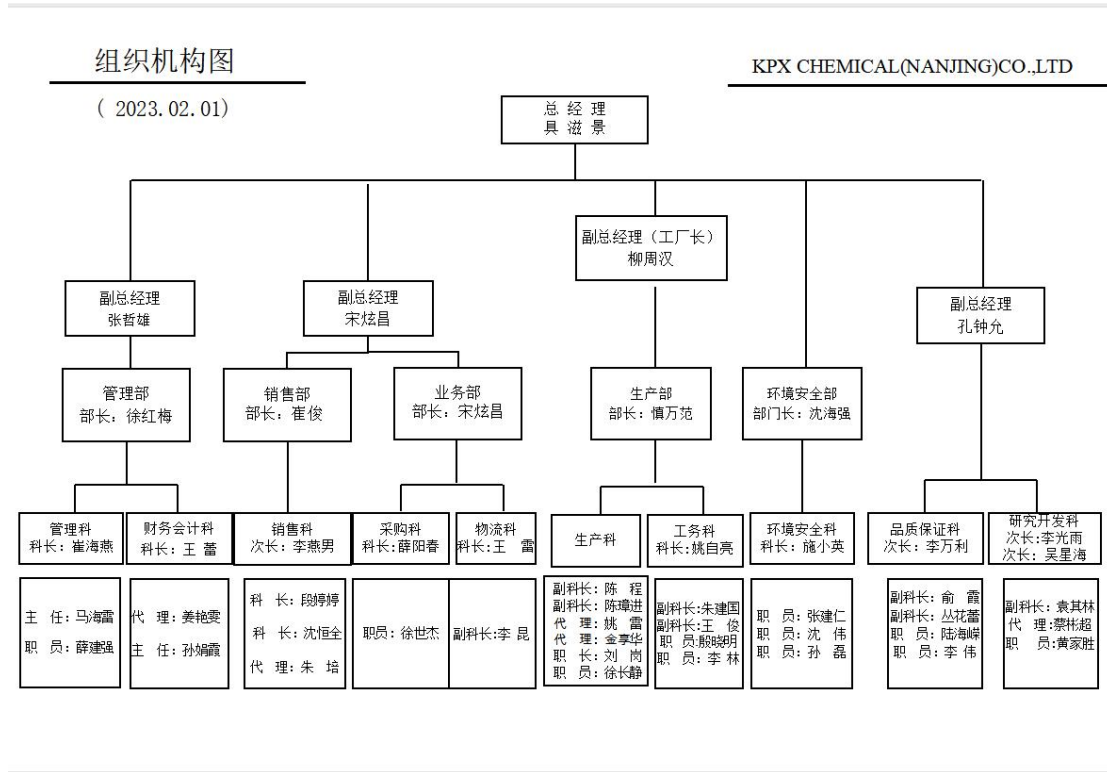 组织机构图
KPX CHEMICAL(NANJING)CO.,LTD
( 2023.02.01)
总 经 理
具 滋 景
副总经理（工厂长）
柳周汉
副总经理
张哲雄
副总经理
宋炫昌
副总经理
孔钟允
管理部
部长：徐红梅
销售部
部长：崔俊
业务部
部长：宋炫昌
生产部
部长：慎万范
环境安全部
部门长：沈海强
管理科
科长：崔海燕
财务会计科
科长：王 蕾
销售科
次长：李燕男
采购科
科长:薛阳春
物流科
科长:王 雷
生产科
工务科
科长:姚自亮
环境安全科
科长：施小英
品质保证科
次长：李万利
研究开发科
次长:李光雨
次长：吴星海
主 任：马海雷
职 员：薛建强
代 理：姜艳雯
主 任：孙娟霞
科 长：段婷婷
科 长：沈恒全
代 理：朱 培
职员：徐世杰
副科长:李 昆
副科长：陈 程
副科长：陈璋进
代 理：姚 雷
代 理：金享华
职 长：刘 岗
职 员：徐长静
副科长:朱建国
副科长:王 俊
职 员:殷晓明
职 员：李 林
职 员：张建仁
职 员：沈 伟
职 员：孙 磊
副科长：俞 霞
副科长：丛花蕾
职 员：陆海嵘
职 员：李 伟
副科长：袁其林
代 理:蔡彬超
职 员:黄家胜